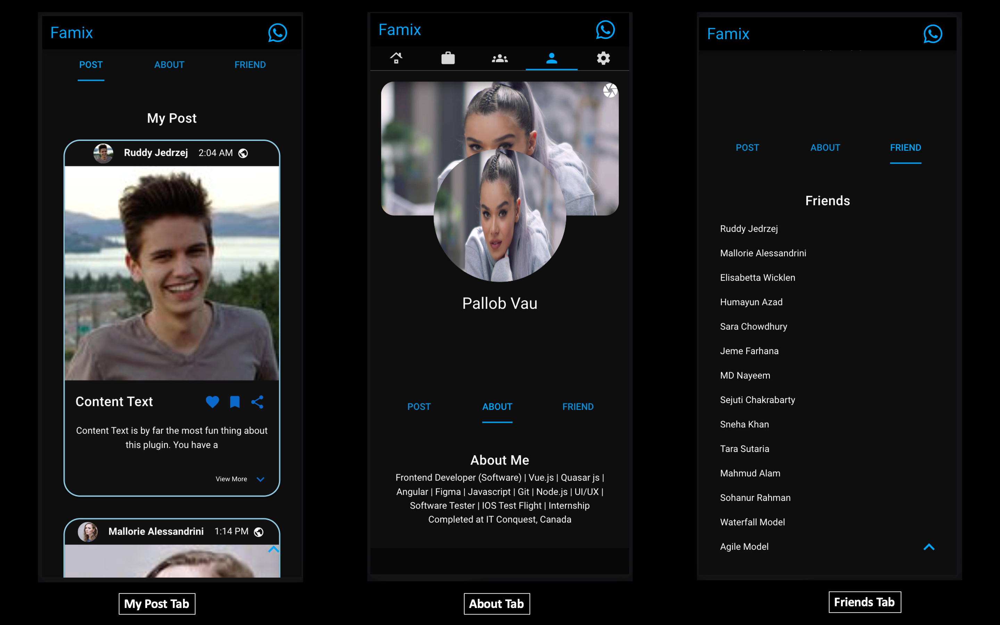 Famix
POST ABOUT FRIEND
My Post
Ruddy Jedrzej 2:04 AM
Content Text
Content Text is by far the most fun thing about
this plugin. You have a
View More
Mallorie Alessandrini 1:14 PM
My Post Tab
Famix
Pallob Vau
POST ABOUT FRIEND
About Me
Frontend Developer (Software) | Vue.js | Quasar js |
Angular | Figma | Javascript | Git | Node.js | UI/UX |
Software Tester | IOS Test Flight | Internship
Completed at IT Conquest, Canada
About Tab
Famix
POST ABOUT FRIEND
Friends
Ruddy Jedrzej
Mallorie Alessandrini
Elisabetta Wicklen
Humayun Azad
Sara Chowdhury
Jeme Farhana
MD Nayeem
Sejuti Chakrabarty
Sneha Khan
Tara Sutaria
Mahmud Alam
Sohanur Rahman
Waterfall Model
Agile Model
Friends Tab